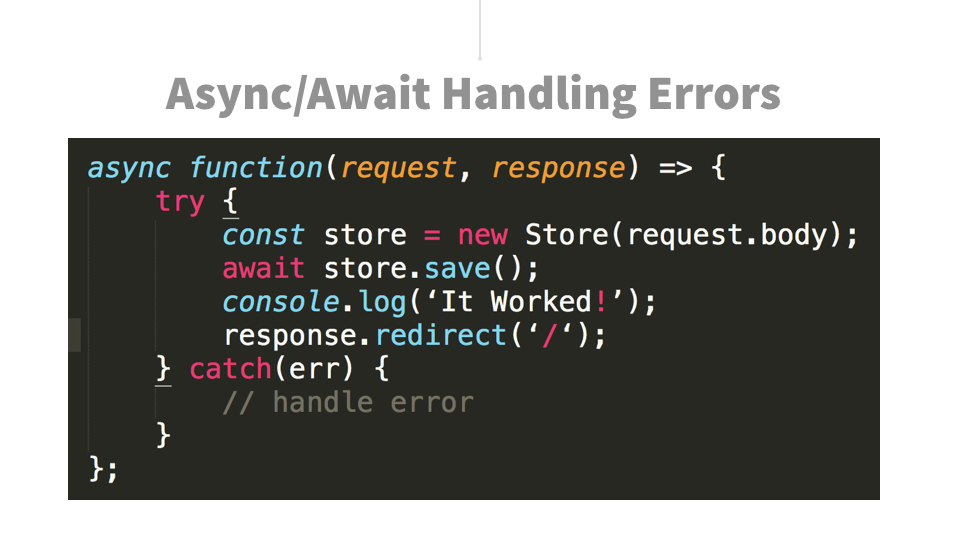 Async/Await Handling Errors
async function(request, response) => {
try {
const store = new Store(request.body);
await store.save();
console.log(‘It Worked!’);
response.redirect(‘/‘);
} catch(err) {
// handle error
}
};